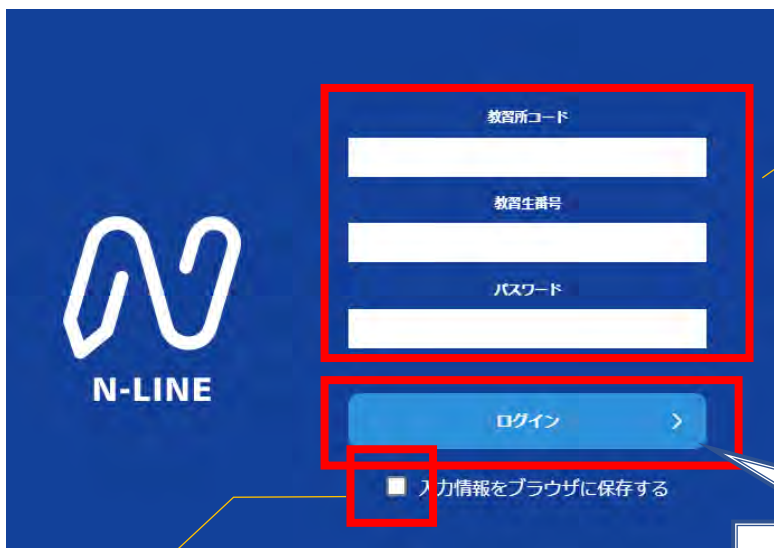 教習所コード
教習生番号
パスワード
N-LINE
ログイン
入力情報をブラウザに保存する